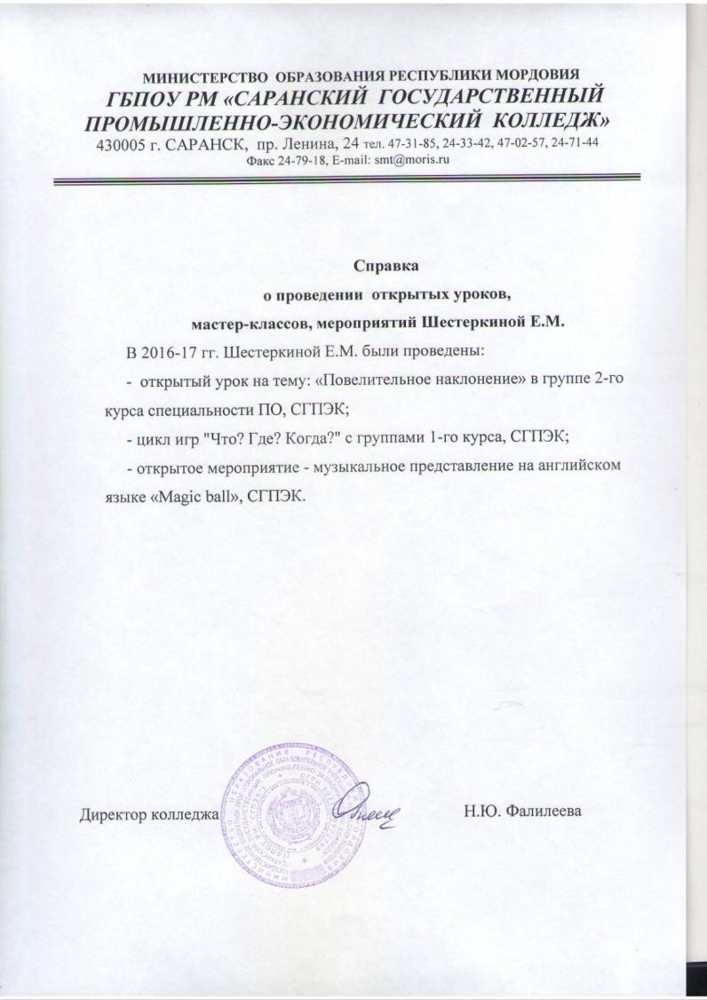 МИНИСТЕРСТВО ОБРАЗОВАНИЯ РЕСПУБЛИКИ МОРДОВИЯ
ГБПОУ РМ «САРАНСКИЙ ГОСУДАРСТВЕННЫЙ
ПРОМЫШЛЕННО-ЭКОНОМИЧЕСКИЙ КОЛЛЕДЖ»
430005 г. САРАНСК, пр. Ленина, 24 тел. 47-31-85, 24-33-42, 47-02-57, 24-71-44
Факс 24-79-18, E-mail: smt@moris.ru
Справка
о проведении открытых уроков,
мастер-классов, мероприятий Шестеркиной Е.М.
В 2016-17 гг. Шестеркиной Е.М. были проведены:
- открытый урок на тему: «Повелительное наклонение» в группе 2-го
курса специальности ПО, СГПЭК;
- цикл игр "Что? Где? Когда?" с группами 1-го курса, СГПЭК;
- открытое мероприятие - музыкальное представление на английском
языке «Magic ball», СГПЭК.
Директор колледжа
Н.Ю. Фалилеева
МИНИСТЕРСТВО ОБРАЗОВАНИЯ РЕСПУБЛИКИ МОРДОВИЯ